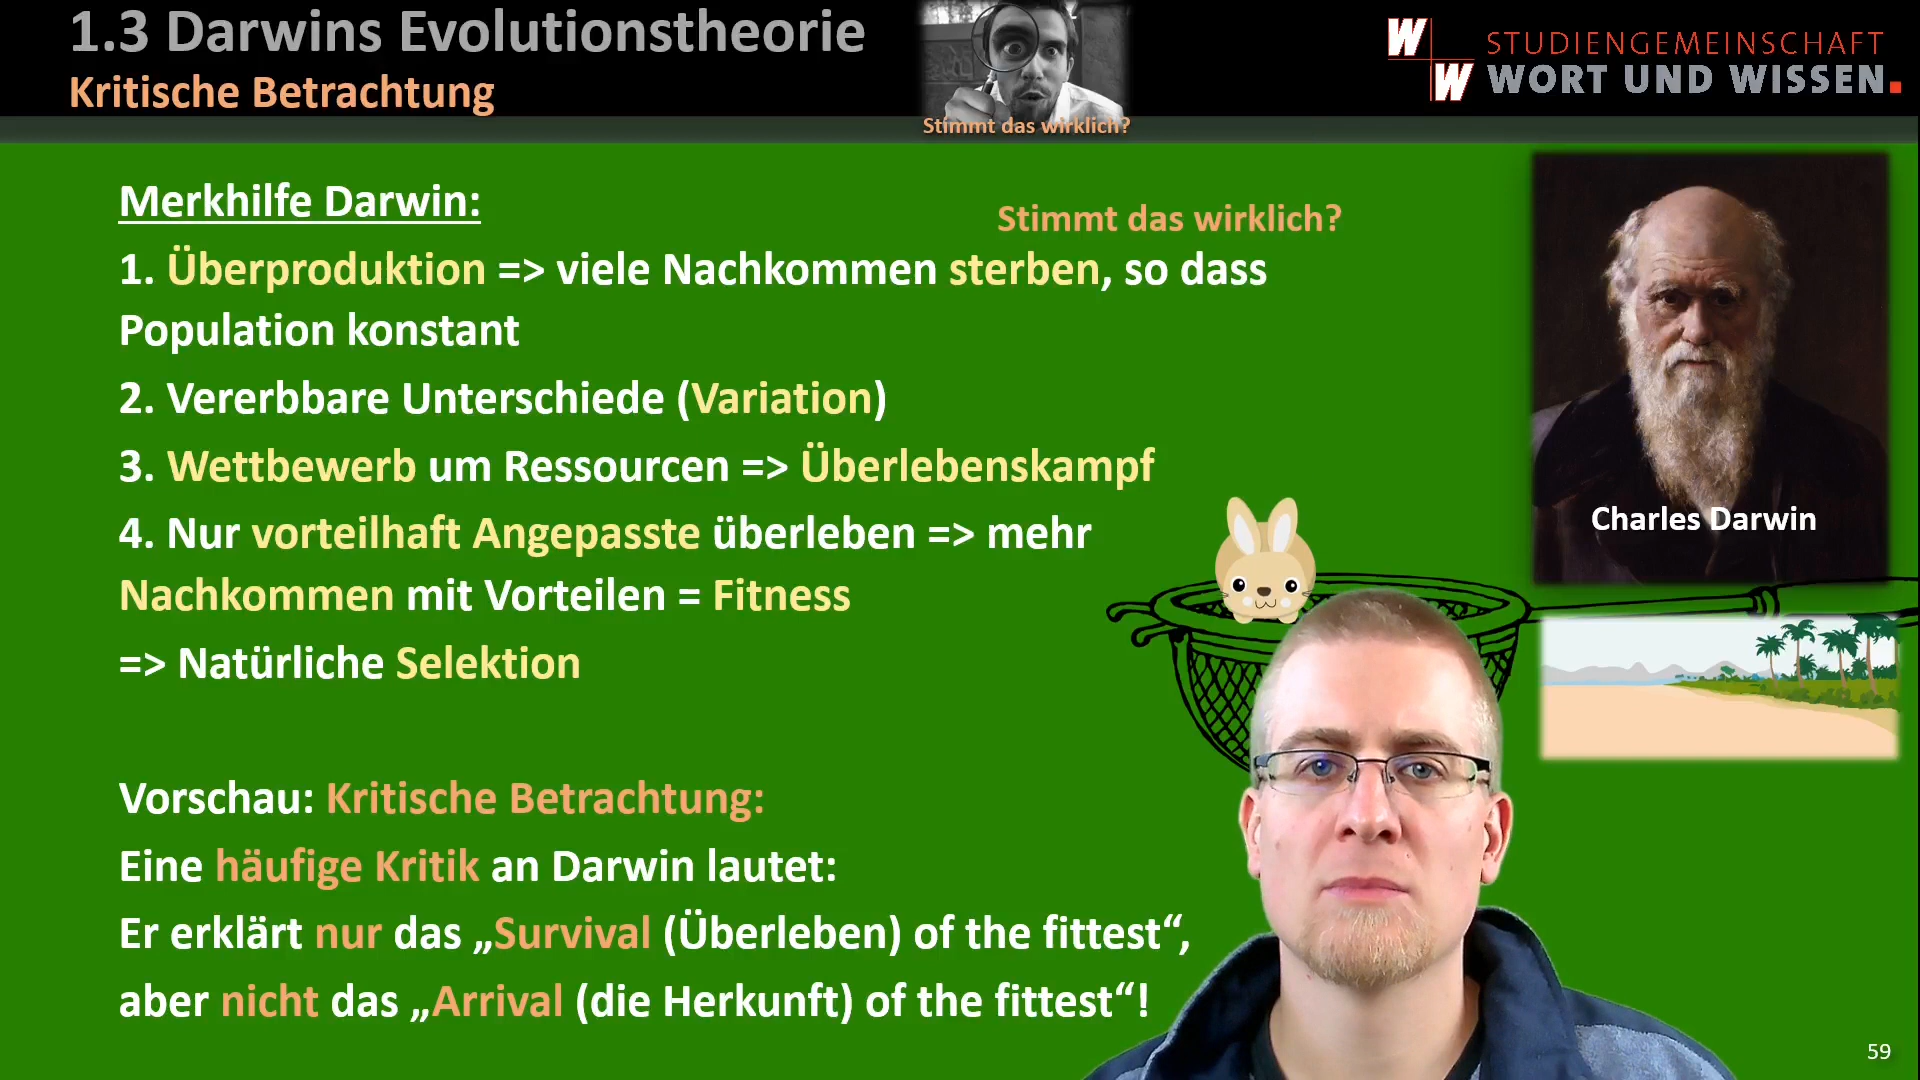 1.3 Darwins Evolutionstheorie
Kritische Betrachtung
Stimmt das wirklich?
W
W
STUDIENGEMEINSCHAFT
WORT UND WISSEN.
Merkhilfe Darwin:
Stimmt das wirklich?
1. Überproduktion => viele Nachkommen sterben, so dass
Population konstant
2. Vererbbare Unterschiede (Variation)
3. Wettbewerb um Ressourcen => Überlebenskampf
4. Nur vorteilhaft Angepasste überleben => mehr
Nachkommen mit Vorteilen = Fitness
=> Natürliche Selektion
Charles Darwin
Vorschau: Kritische Betrachtung:
Eine häufige Kritik an Darwin lautet:
Er erklärt nur das „Survival (Überleben) of the fittest“,
aber nicht das „Arrival (die Herkunft) of the fittest“!
59